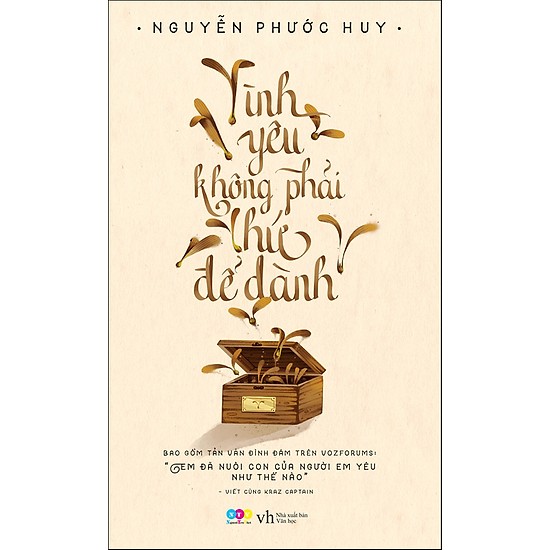 • NGUYỄN PHƯỚC HUY •
Tình
yêu
không phải
thứ
để dành
BAO GỒM TẢN VĂN ĐÌNH ĐÁM TRÊN VOZFORUMS:
"EM ĐÃ NUÔI CON CỦA NGƯỜI EM YÊU
NHƯ THẾ NÀO"
- VIẾT CÙNG KRAZ CAPTAIN
vh Nhà xuất bản
Văn học